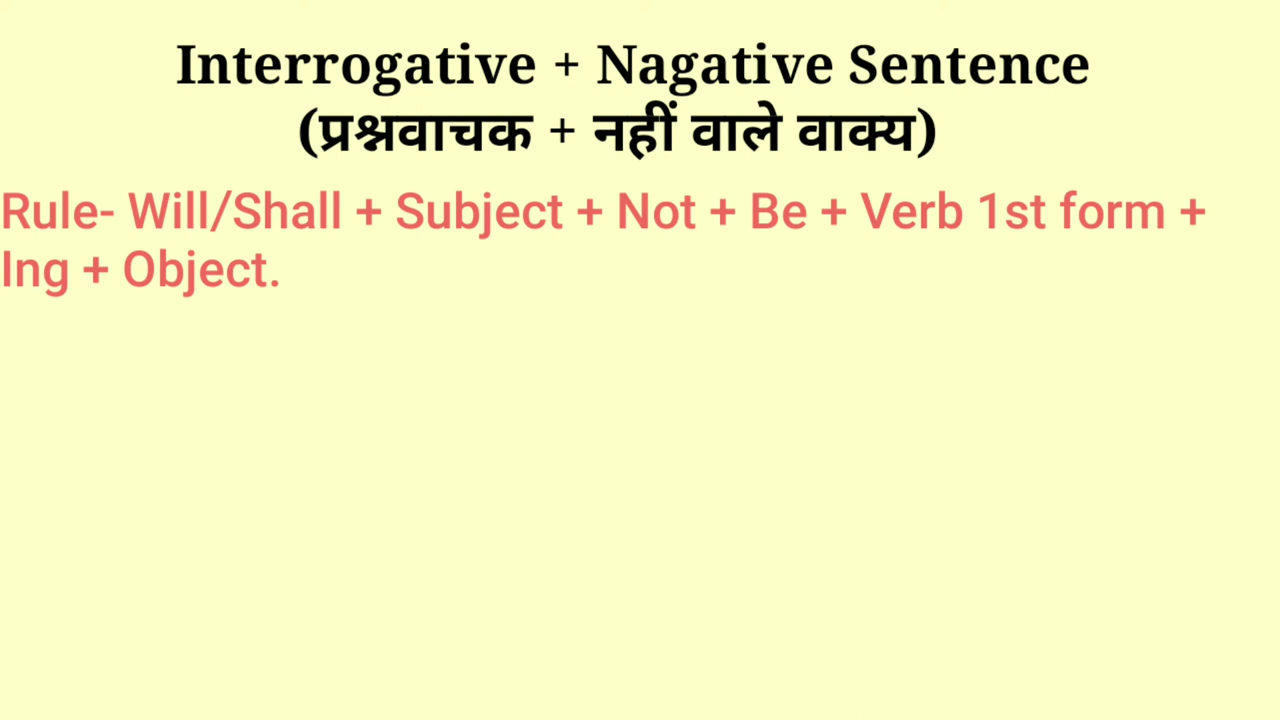 Interrogative + Nagative Sentence
(प्रश्नवाचक + नहीं वाले वाक्य)
Rule- Will/Shall + Subject + Not + Be + Verb 1st form +
Ing + Object.